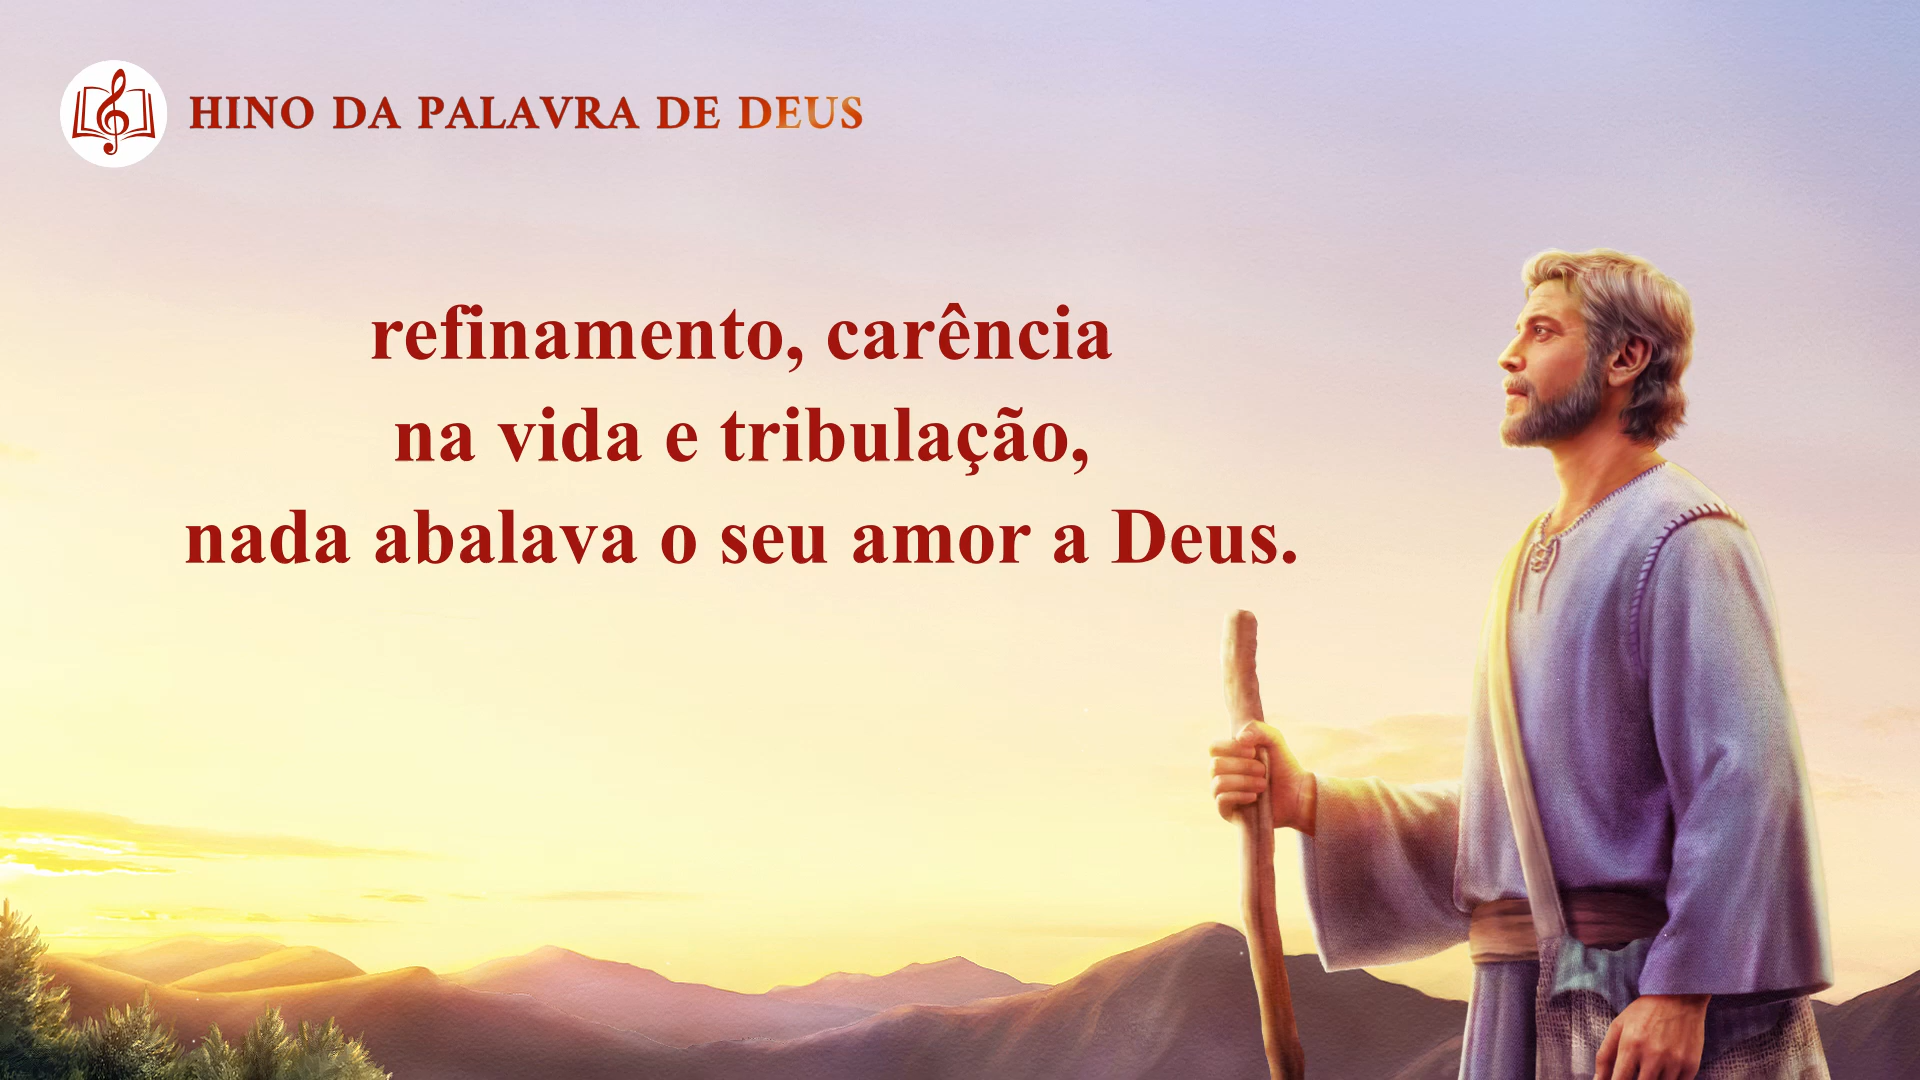 HINO DA PALAVRA DE DEUS
refinamento, carência
na vida e tribulação,
nada abalava o seu amor a Deus.